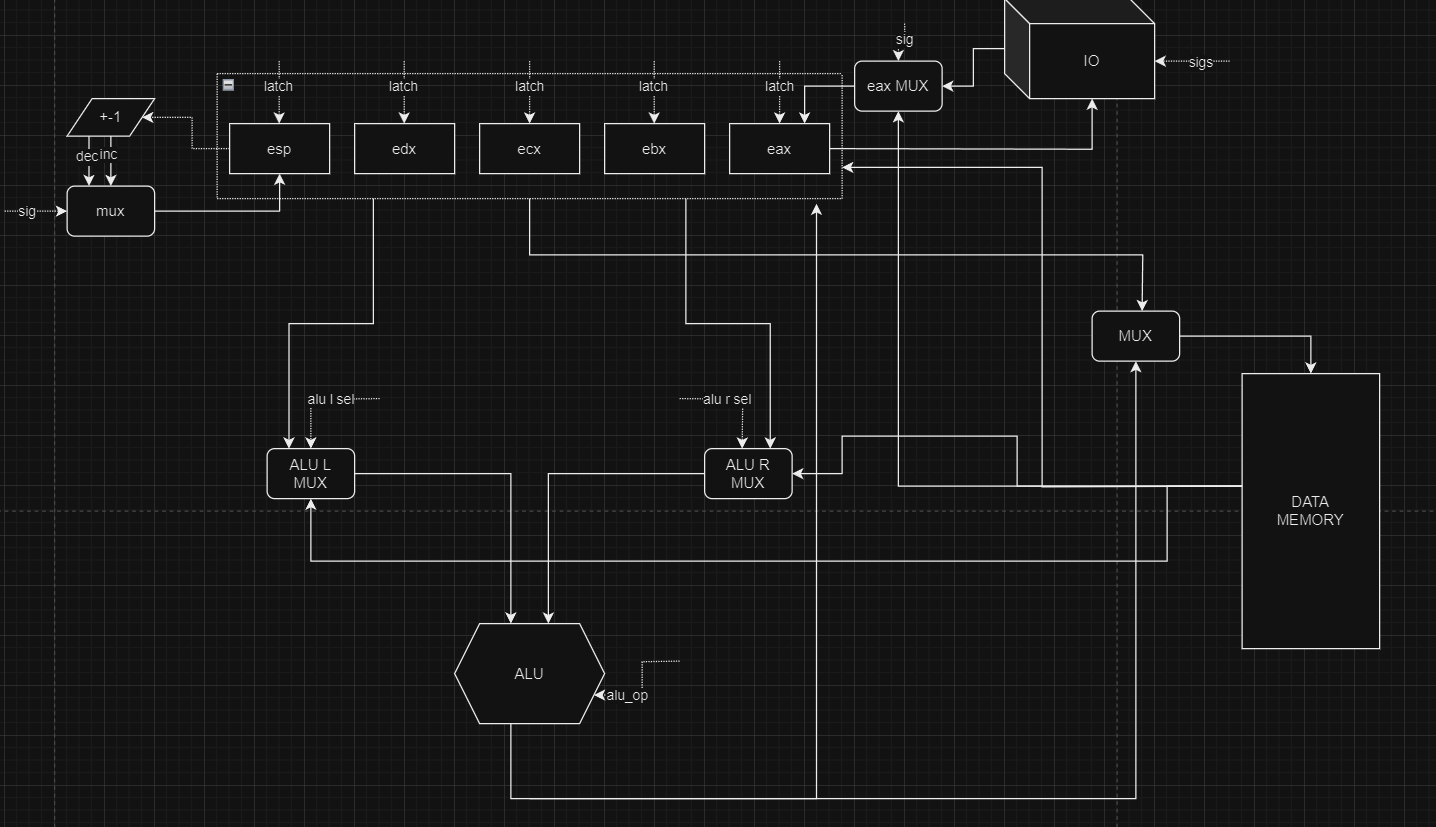 sig
IO
sigs
eax MUX
latch
latch
latch
latch
latch
+-1
esp
edx
ecx
ebx
eax
dec
inc
sig
mux
MUX
alu l sel
alu r sel
ALU L
MUX
ALU R
MUX
DATA
MEMORY
ALU
alu_op